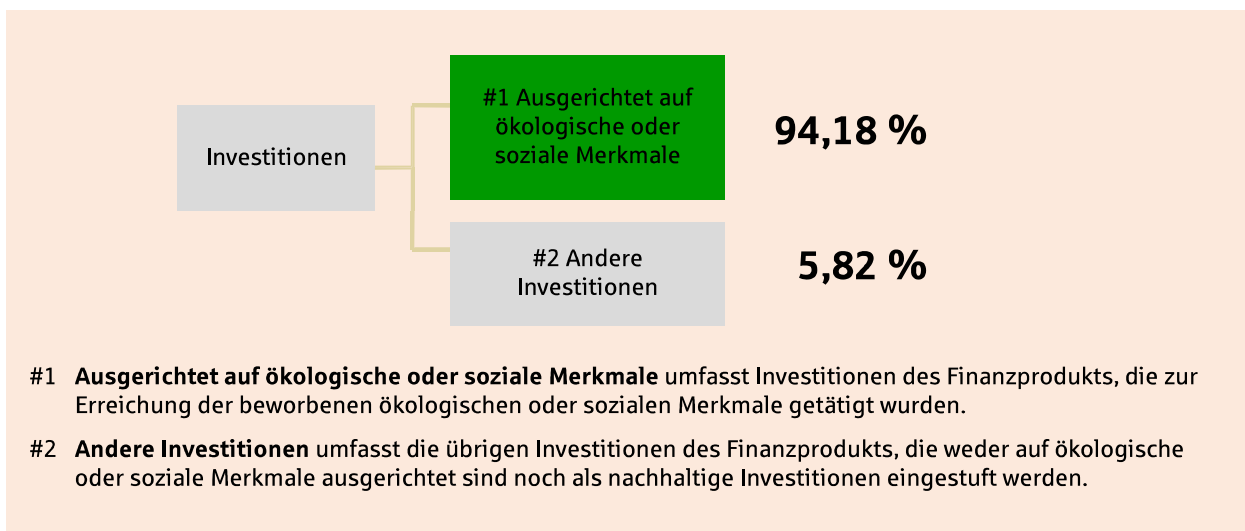 #1 Ausgerichtet auf
ökologische oder
soziale Merkmale
94,18 %
Investitionen
#2 Andere
Investitionen
5,82 %
#1 Ausgerichtet auf ökologische oder soziale Merkmale umfasst Investitionen des Finanzprodukts, die zur
Erreichung der beworbenen ökologischen oder sozialen Merkmale getätigt wurden.
#2 Andere Investitionen umfasst die übrigen Investitionen des Finanzprodukts, die weder auf ökologische
oder soziale Merkmale ausgerichtet sind noch als nachhaltige Investitionen eingestuft werden.